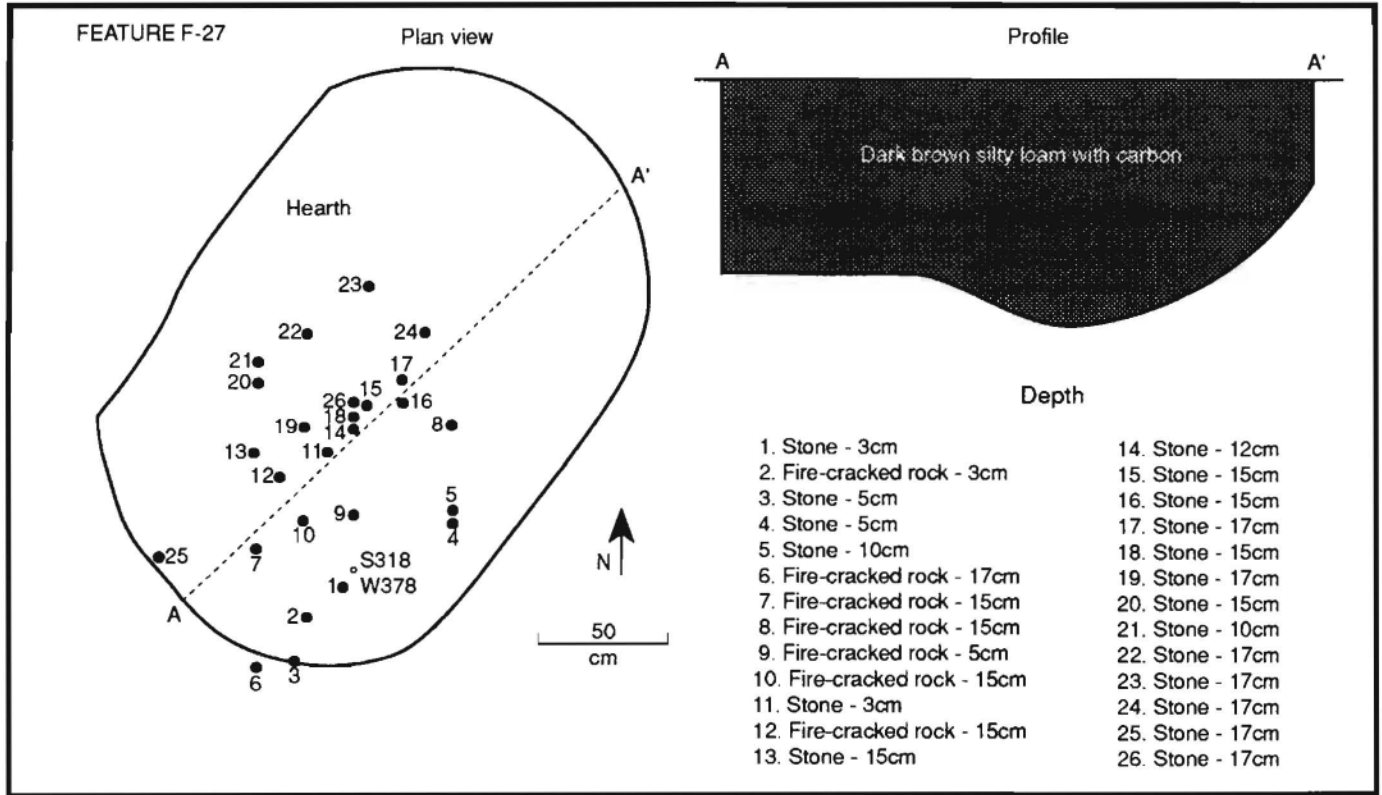 FEATURE F-27
Plan view
Hearth
A'
23
22
24
21
20
17
26
15
18
16
14
19
8
13
11
12
5
9
10
4
7
25
S318
W378
1
A
2
3
6
N
50
cm
Profile
A
A'
Dark brown silty loam with carbon
Depth
1. Stone - 3cm
2. Fire-cracked rock - 3cm
3. Stone - 5cm
4. Stone - 5cm
5. Stone - 10cm
6. Fire-cracked rock - 17cm
7. Fire-cracked rock - 15cm
8. Fire-cracked rock - 15cm
9. Fire-cracked rock - 5cm
10. Fire-cracked rock - 15cm
11. Stone - 3cm
12. Fire-cracked rock - 15cm
13. Stone - 15cm
14. Stone - 12cm
15. Stone - 15cm
16. Stone - 15cm
17. Stone - 17cm
18. Stone - 15cm
19. Stone - 17cm
20. Stone - 15cm
21. Stone - 10cm
22. Stone - 17cm
23. Stone - 17cm
24. Stone - 17cm
25. Stone - 17cm
26. Stone - 17cm